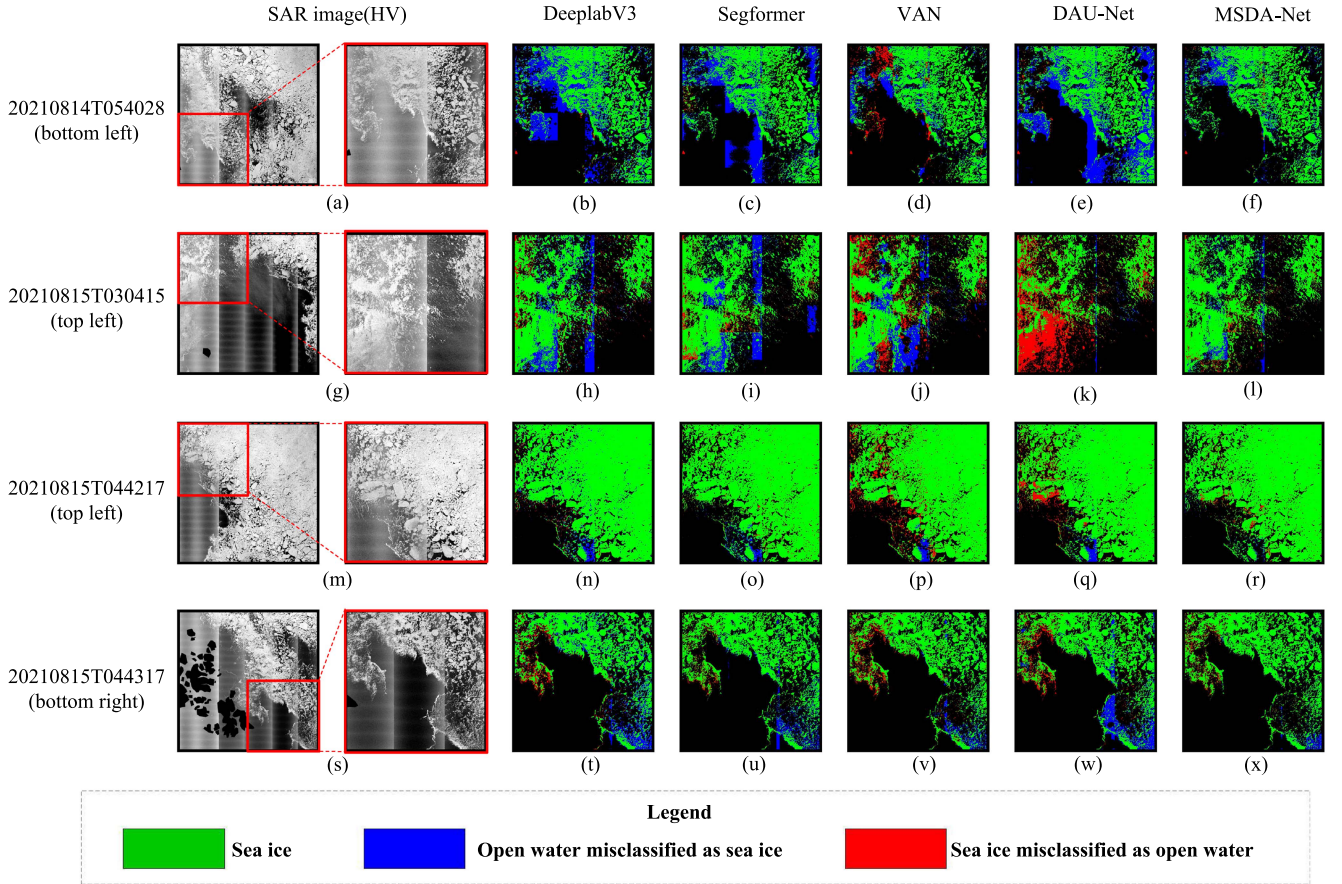 SAR image(HV) DeeplabV3 Segformer VAN DAU-Net MSDA-Net
20210814T054028
(bottom left)
(a) (b) (c) (d) (e) (f)
20210815T030415
(top left)
(g) (h) (i) (j) (k) (l)
20210815T044217
(top left)
(m) (n) (o) (p) (q) (r)
20210815T044317
(bottom right)
(s) (t) (u) (v) (w) (x)
Legend
Sea ice Open water misclassified as sea ice Sea ice misclassified as open water